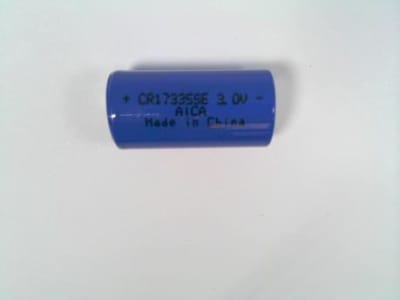 + CR17335SE 3.0V -
AICA
Made in China